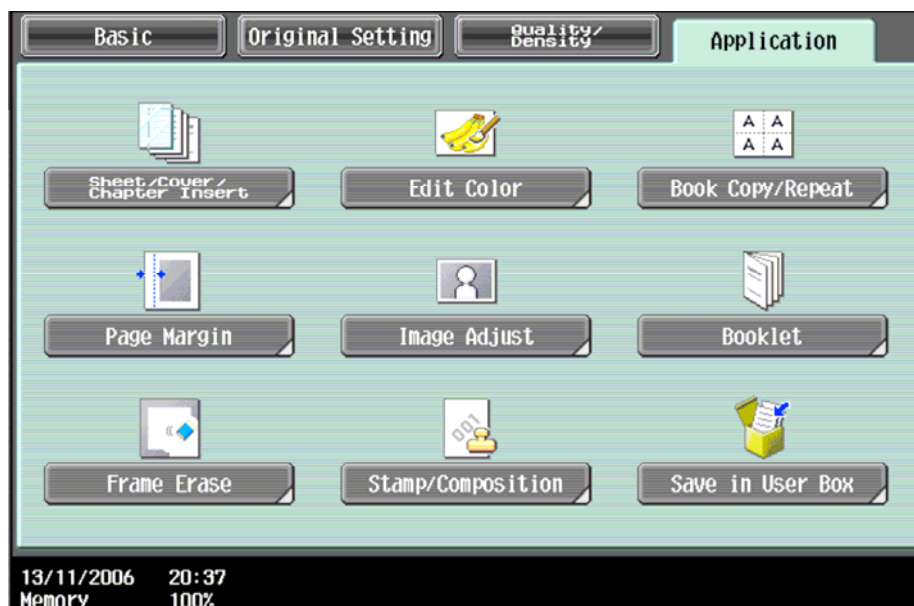 Basic
Original Setting
Quality/
Density
Application
A A
A A
Sheet/Cover/
Chapter Insert
Edit Color
Book Copy/Repeat
Page Margin
Image Adjust
Booklet
001
Frame Erase
Stamp/Composition
Save in User Box
13/11/2006 20:37
Memory 100%